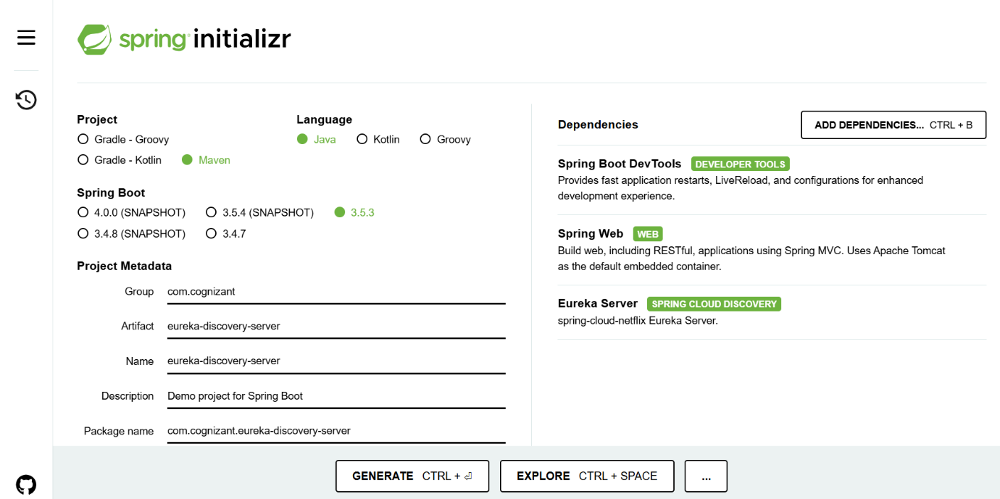 spring initializr
Project
Gradle - Groovy
Gradle - Kotlin Maven
Language
Java Kotlin Groovy
Spring Boot
4.0.0 (SNAPSHOT) 3.5.4 (SNAPSHOT) 3.5.3
3.4.8 (SNAPSHOT) 3.4.7
Project Metadata
Group com.cognizant
Artifact eureka-discovery-server
Name eureka-discovery-server
Description Demo project for Spring Boot
Package name com.cognizant.eureka-discovery-server
Dependencies ADD DEPENDENCIES... CTRL + B
Spring Boot DevTools DEVELOPER TOOLS
Provides fast application restarts, LiveReload, and configurations for enhanced
development experience.
Spring Web WEB
Build web, including RESTful, applications using Spring MVC. Uses Apache Tomcat
as the default embedded container.
Eureka Server SPRING CLOUD DISCOVERY
spring-cloud-netflix Eureka Server.
GENERATE CTRL + ⏎ EXPLORE CTRL + SPACE ...